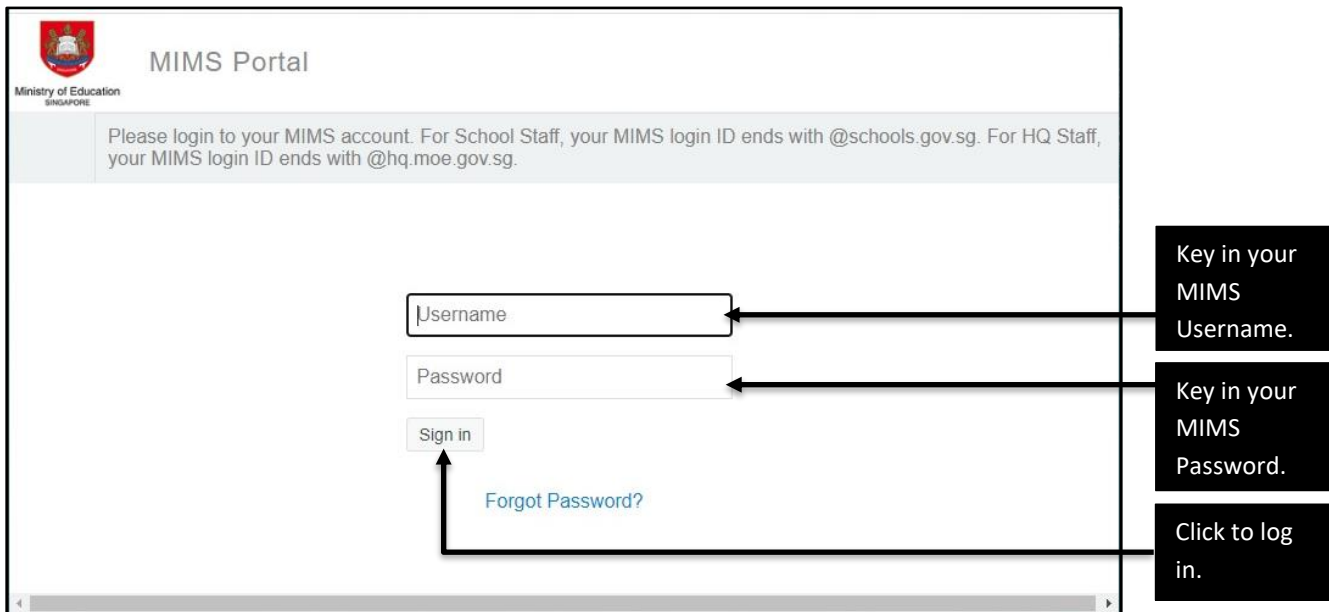 MIMS Portal
Ministry of Education
SINGAPORE
Please login to your MIMS account. For School Staff, your MIMS login ID ends with @schools.gov.sg. For HQ Staff,
your MIMS login ID ends with @hq.moe.gov.sg.
Username
Password
Sign in
Forgot Password?
Key in your
MIMS
Username.
Key in your
MIMS
Password.
Click to log
in.